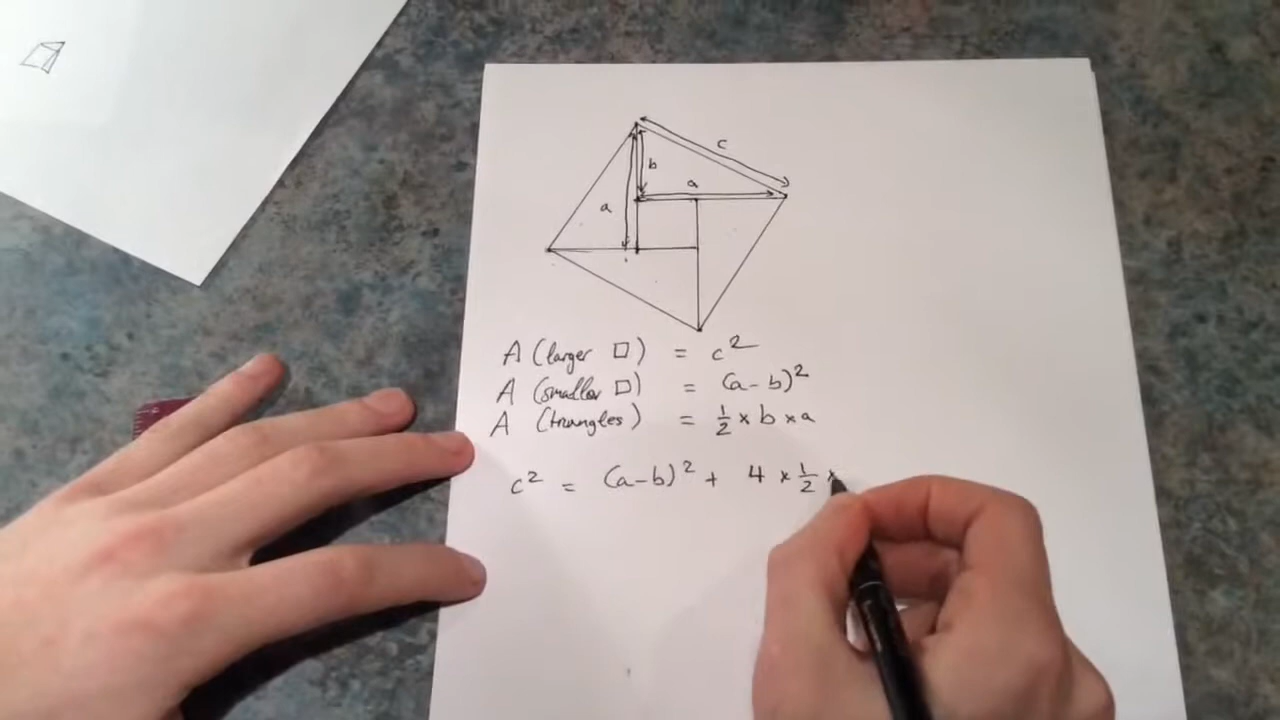 c
b
a
a
A (larger □) = c²
A (smaller □) = (a-b)²
A (triangles) = ½ × b × a
c² = (a-b)² + 4 × ½ ×